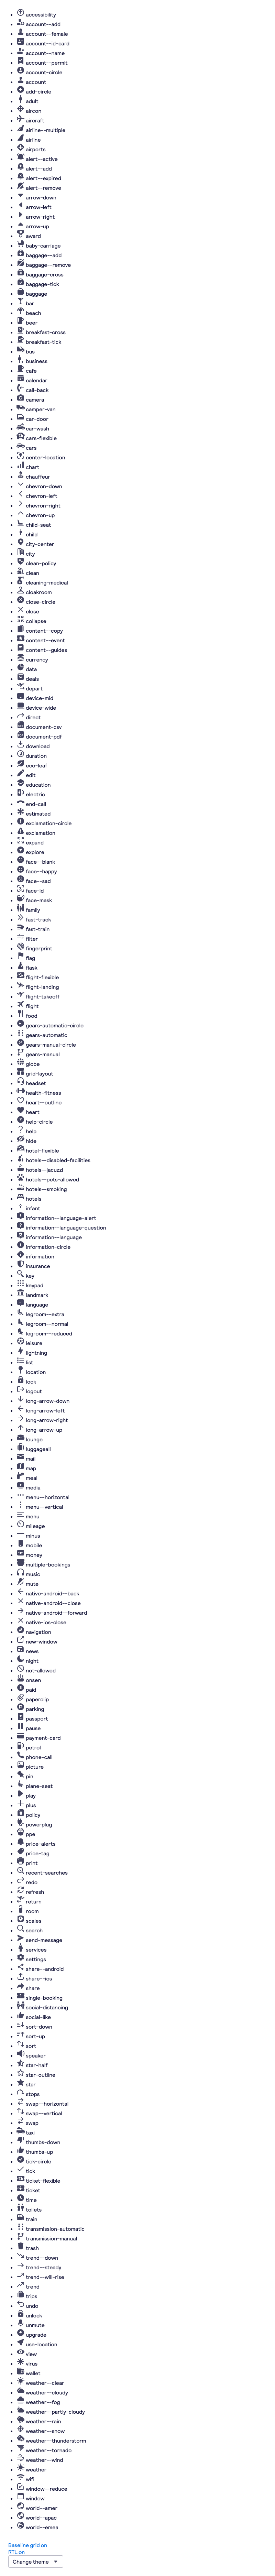 accessibility
account--add
account--female
account--id-card
account--name
account--permit
account-circle
account
add-circle
adult
aircon
aircraft
airline--multiple
airline
airports
alert--active
alert--add
alert--expired
alert--remove
arrow-down
arrow-left
arrow-right
arrow-up
award
baby-carriage
baggage--add
baggage--remove
baggage-cross
baggage-tick
baggage
bar
beach
beer
breakfast-cross
breakfast-tick
bus
business
cafe
calendar
call-back
camera
camper-van
car-door
car-wash
cars-flexible
cars
center-location
chart
chauffeur
chevron-down
chevron-left
chevron-right
chevron-up
child-seat
child
city-center
city
clean-policy
clean
cleaning-medical
cloakroom
close-circle
close
collapse
content--copy
content--event
content--guides
currency
data
deals
depart
device-mid
device-wide
direct
document-csv
document-pdf
download
duration
eco-leaf
edit
education
electric
end-call
estimated
exclamation-circle
exclamation
expand
explore
face--blank
face--happy
face--sad
face-id
face-mask
family
fast-track
fast-train
filter
fingerprint
flag
flask
flight-flexible
flight-landing
flight-takeoff
flight
food
gears-automatic-circle
gears-automatic
gears-manual-circle
gears-manual
globe
grid-layout
headset
health-fitness
heart--outline
heart
help-circle
help
hide
hotel-flexible
hotels--disabled-facilities
hotels--jacuzzi
hotels--pets-allowed
hotels--smoking
hotels
infant
information--language-alert
information--language-question
information--language
information-circle
information
insurance
key
keypad
landmark
language
legroom--extra
legroom--normal
legroom--reduced
leisure
lightning
list
location
lock
logout
long-arrow-down
long-arrow-left
long-arrow-right
long-arrow-up
lounge
luggageall
mail
map
meal
media
menu--horizontal
menu--vertical
menu
mileage
minus
mobile
money
multiple-bookings
music
mute
native-android--back
native-android--close
native-android--forward
native-ios-close
navigation
new-window
news
night
not-allowed
onsen
paid
paperclip
parking
passport
pause
payment-card
petrol
phone-call
picture
pin
plane-seat
play
plus
policy
powerplug
ppe
price-alerts
price-tag
print
recent-searches
redo
refresh
return
room
scales
search
send-message
services
settings
share--android
share--ios
share
single-booking
social-distancing
social-like
sort-down
sort-up
sort
speaker
star-half
star-outline
star
stops
swap--horizontal
swap--vertical
swap
taxi
thumbs-down
thumbs-up
tick-circle
tick
ticket-flexible
ticket
time
toilets
train
transmission-automatic
transmission-manual
trash
trend--down
trend--steady
trend--will-rise
trend
trips
undo
unlock
unmute
upgrade
use-location
view
virus
wallet
weather--clear
weather--cloudy
weather--fog
weather--partly-cloudy
weather--rain
weather--snow
weather--thunderstorm
weather--tornado
weather--wind
weather
wifi
window--reduce
window
world--amer
world--apac
world--emea
Baseline grid on
RTL on
Change theme